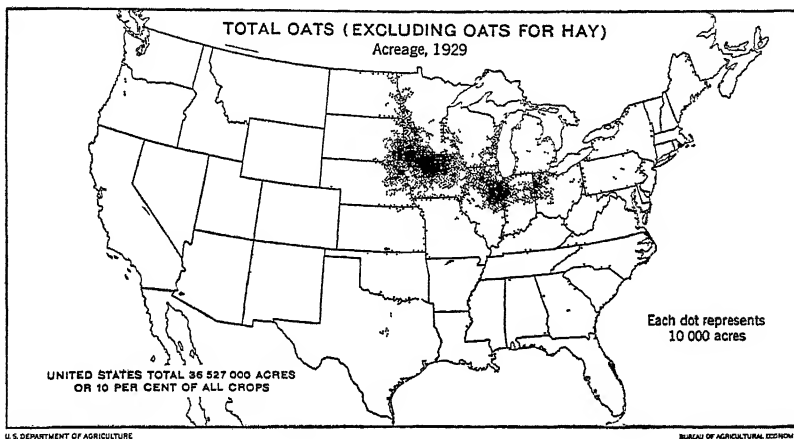 TOTAL OATS (EXCLUDING OATS FOR HAY)
Acreage, 1929
Each dot represents
10 000 acres
UNITED STATES TOTAL 36 527 000 ACRES
OR 10 PER CENT OF ALL CROPS
U. S. DEPARTMENT OF AGRICULTURE
BUREAU OF AGRICULTURAL